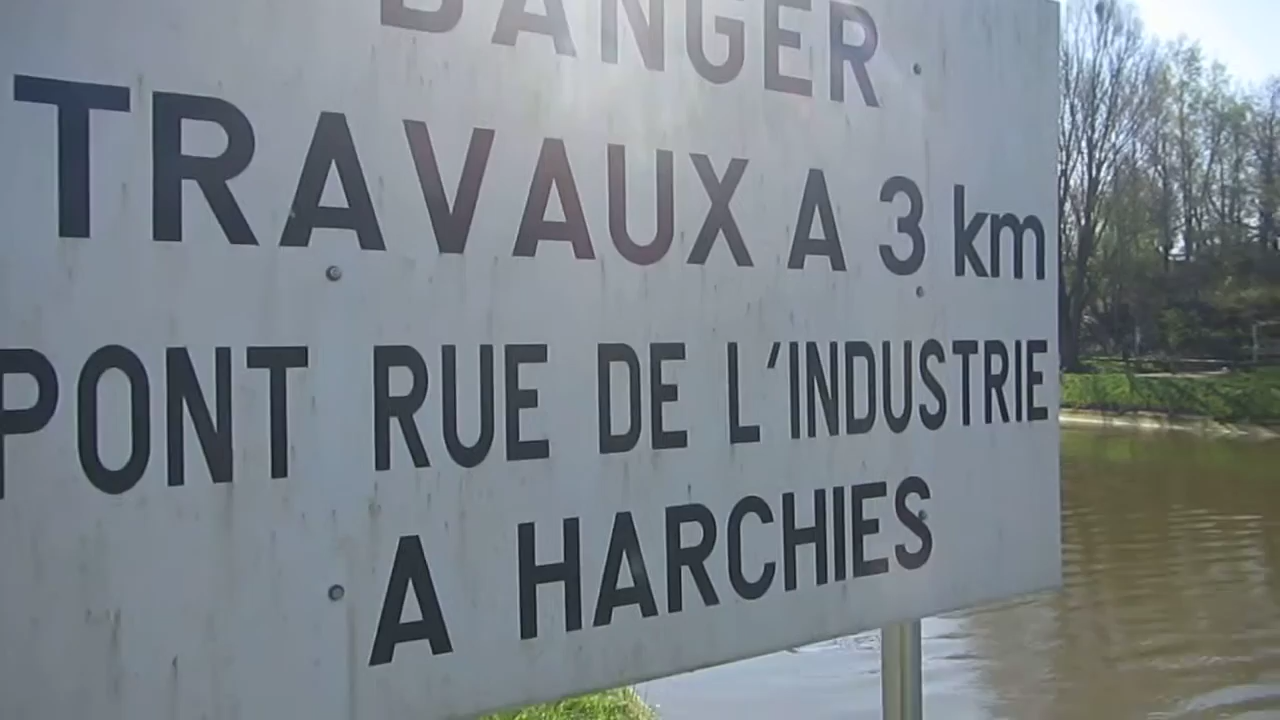 DANGER
TRAVAUX A 3 km
PONT RUE DE L'INDUSTRIE
A HARCHIES